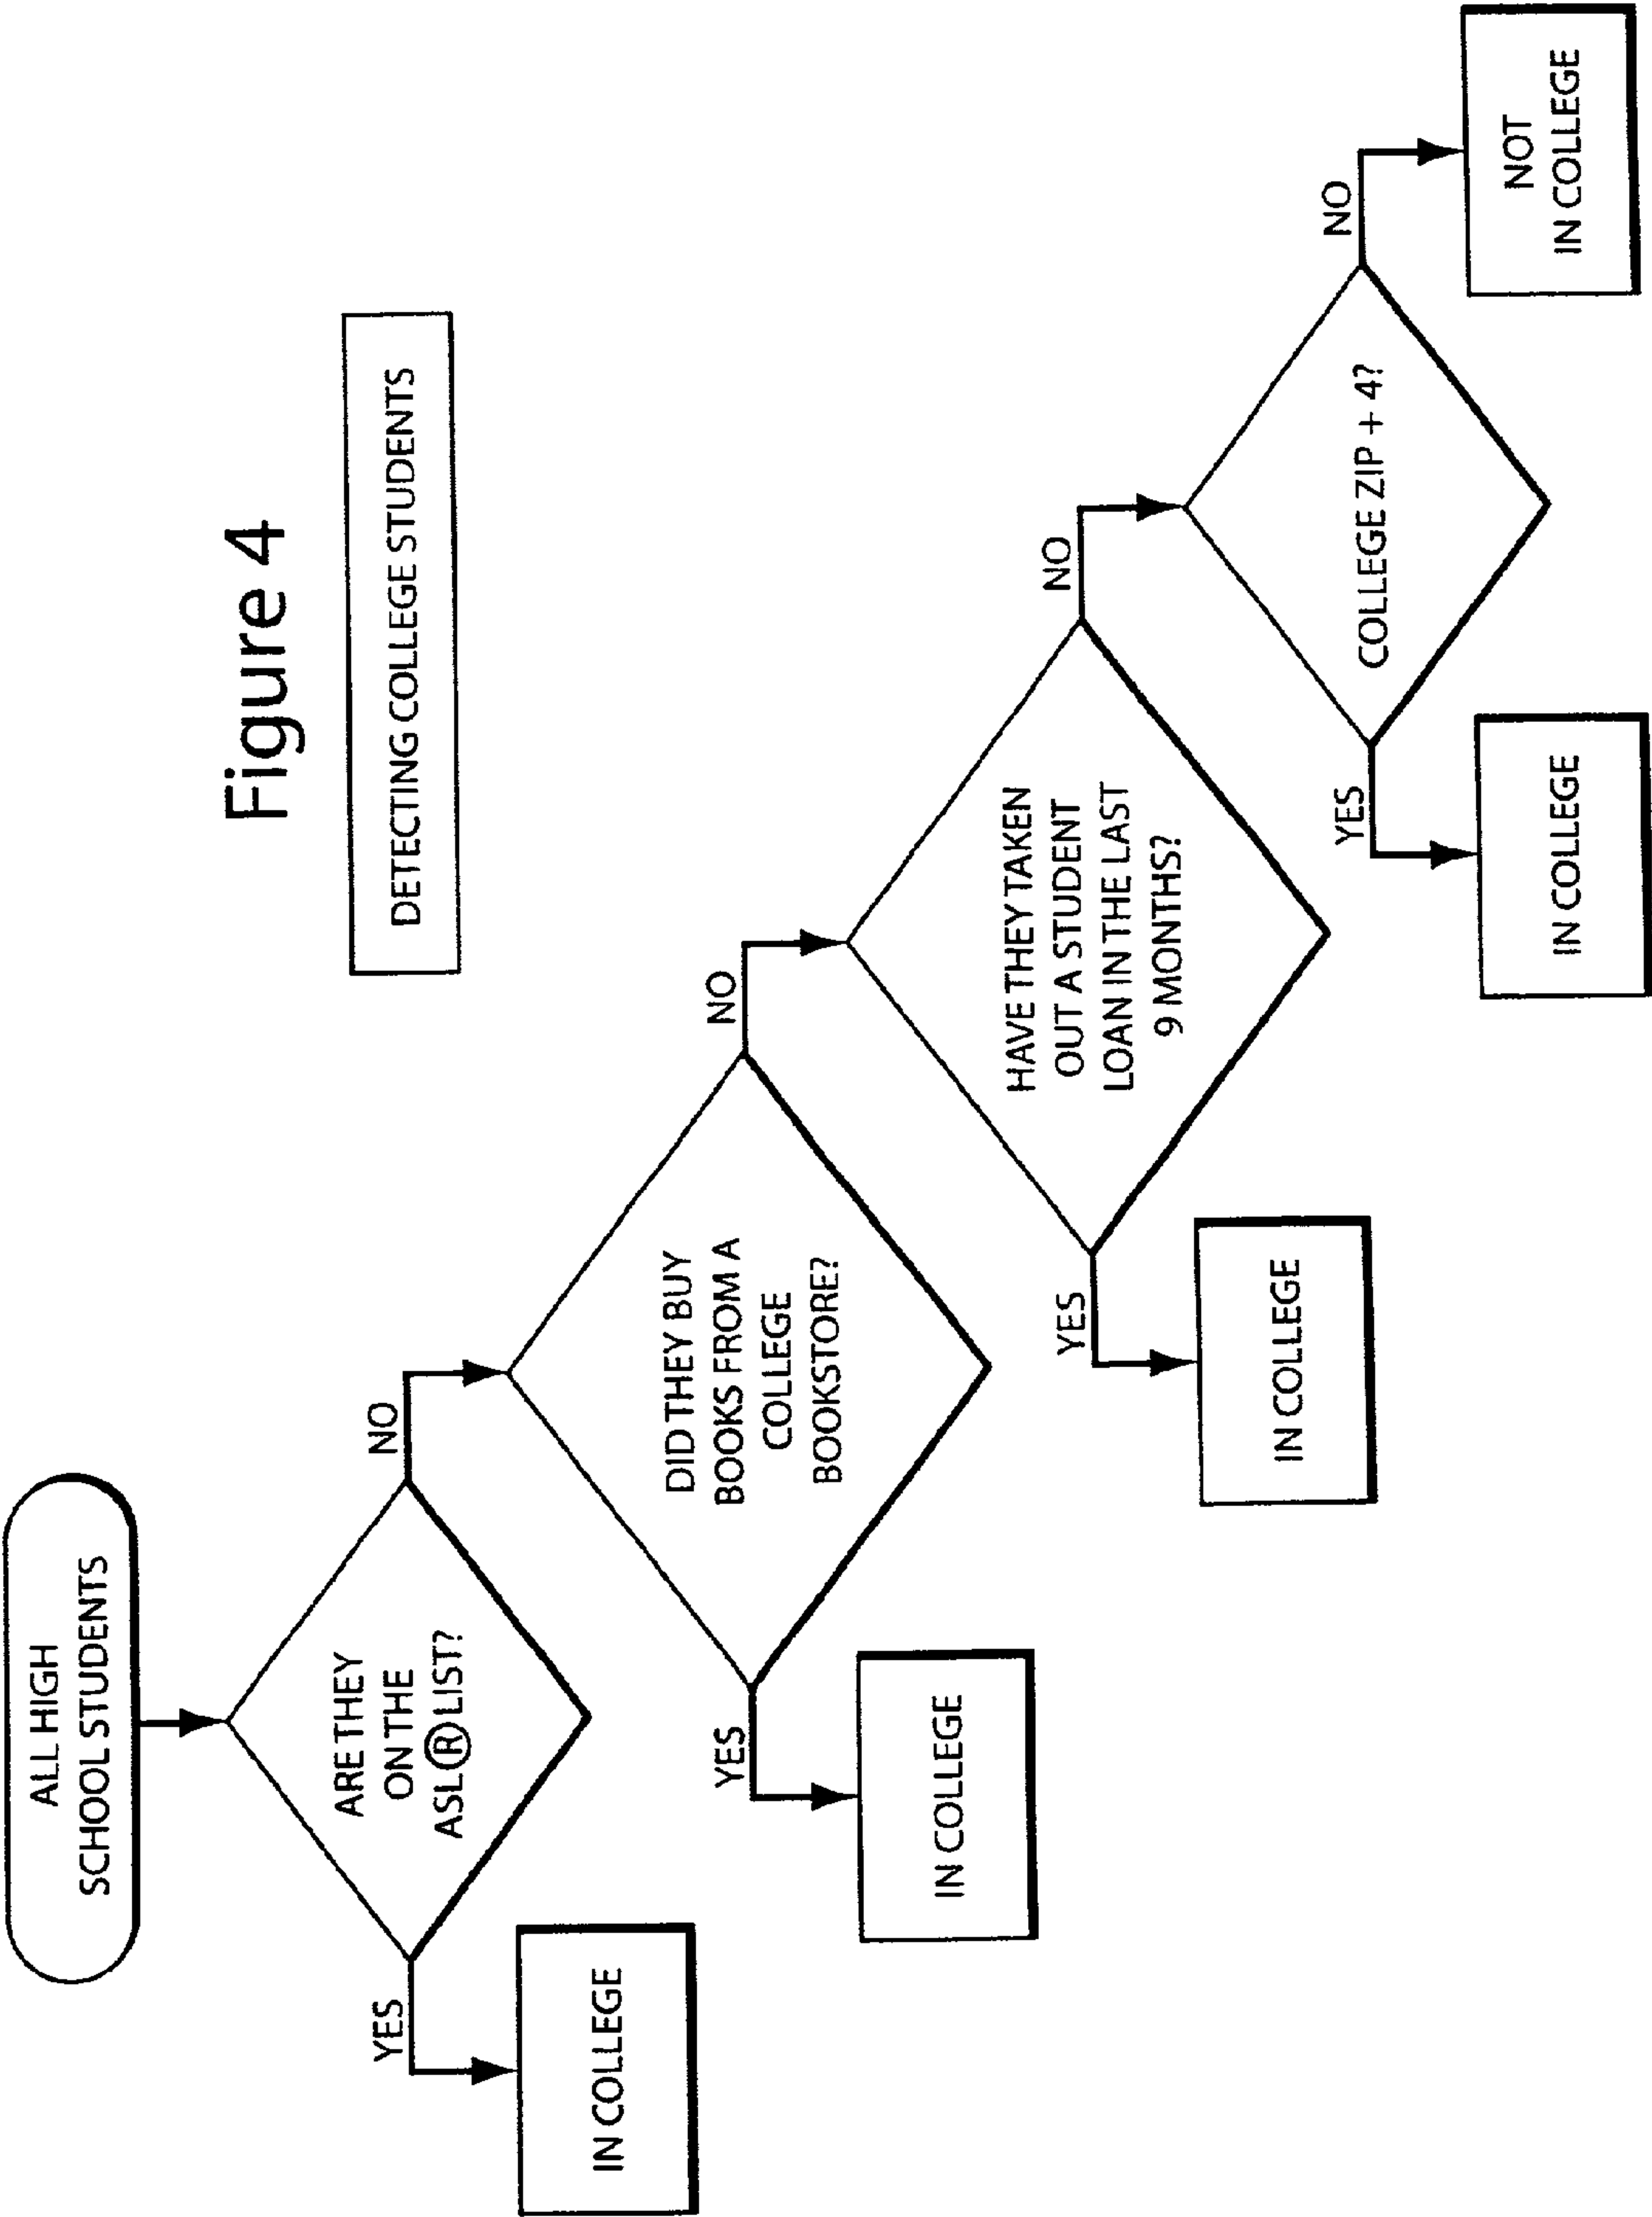 Figure 4
DETECTING COLLEGE STUDENTS
ALL HIGH
SCHOOL STUDENTS
ARE THEY
ON THE
ASL®LIST?
YES
NO
IN COLLEGE
DID THEY BUY
BOOKS FROM A
COLLEGE
BOOKSTORE?
YES
NO
IN COLLEGE
HAVE THEY TAKEN
OUT A STUDENT
LOAN IN THE LAST
9 MONTHS?
YES
NO
IN COLLEGE
COLLEGE ZIP + 4?
YES
NO
IN COLLEGE
NOT
IN COLLEGE